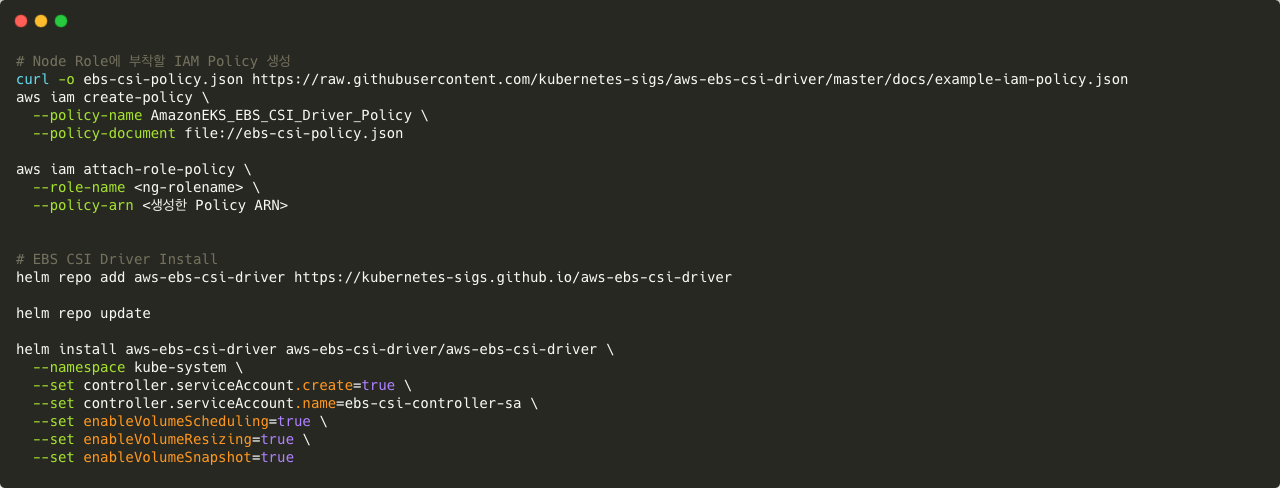 # Node Role에 부착할 IAM Policy 생성
curl -o ebs-csi-policy.json https://raw.githubusercontent.com/kubernetes-sigs/aws-ebs-csi-driver/master/docs/example-iam-policy.json
aws iam create-policy \
  --policy-name AmazonEKS_EBS_CSI_Driver_Policy \
  --policy-document file://ebs-csi-policy.json

aws iam attach-role-policy \
  --role-name <ng-rolename> \
  --policy-arn <생성한 Policy ARN>

# EBS CSI Driver Install
helm repo add aws-ebs-csi-driver https://kubernetes-sigs.github.io/aws-ebs-csi-driver

helm repo update

helm install aws-ebs-csi-driver aws-ebs-csi-driver/aws-ebs-csi-driver \
  --namespace kube-system \
  --set controller.serviceAccount.create=true \
  --set controller.serviceAccount.name=ebs-csi-controller-sa \
  --set enableVolumeScheduling=true \
  --set enableVolumeResizing=true \
  --set enableVolumeSnapshot=true